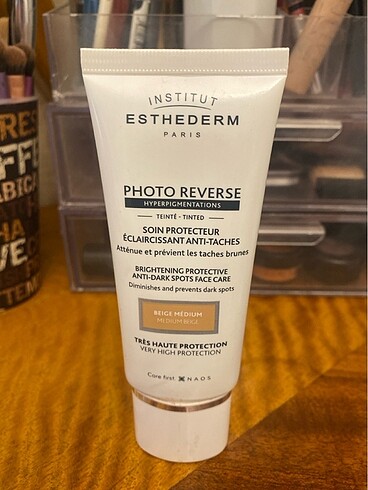 INSTITUT
ESTHEDERM
PARIS
PHOTO REVERSE
HYPERPIGMENTATIONS
TEINTÉ - TINTED
SOIN PROTECTEUR
ÉCLAIRCISSANT ANTI-TACHES
Atténue et prévient les taches brunes
BRIGHTENING PROTECTIVE
ANTI-DARK SPOTS FACE CARE
Diminishes and prevents dark spots
BEIGE MÉDIUM
MEDIUM BEIGE
TRÈS HAUTE PROTECTION
VERY HIGH PROTECTION
Care first NAOS